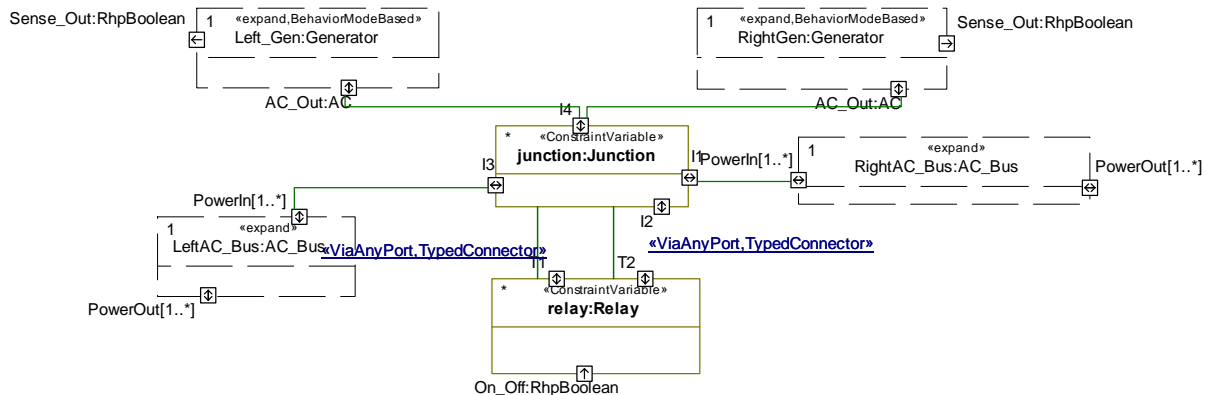 Sense_Out:RhpBoolean
1
«expand,BehaviorModeBased»
Left_Gen:Generator
AC_Out:AC
1
«expand,BehaviorModeBased»
RightGen:Generator
Sense_Out:RhpBoolean
AC_Out:AC
I4
*
«ConstraintVariable»
junction:Junction
I3
I1
I2
PowerIn[1..*]
1
«expand»
RightAC_Bus:AC_Bus
PowerOut[1..*]
PowerIn[1..*]
1
«expand»
LeftAC_Bus:AC_Bus
PowerOut[1..*]
«ViaAnyPort,TypedConnector»
«ViaAnyPort,TypedConnector»
T1
T2
*
«ConstraintVariable»
relay:Relay
On_Off:RhpBoolean